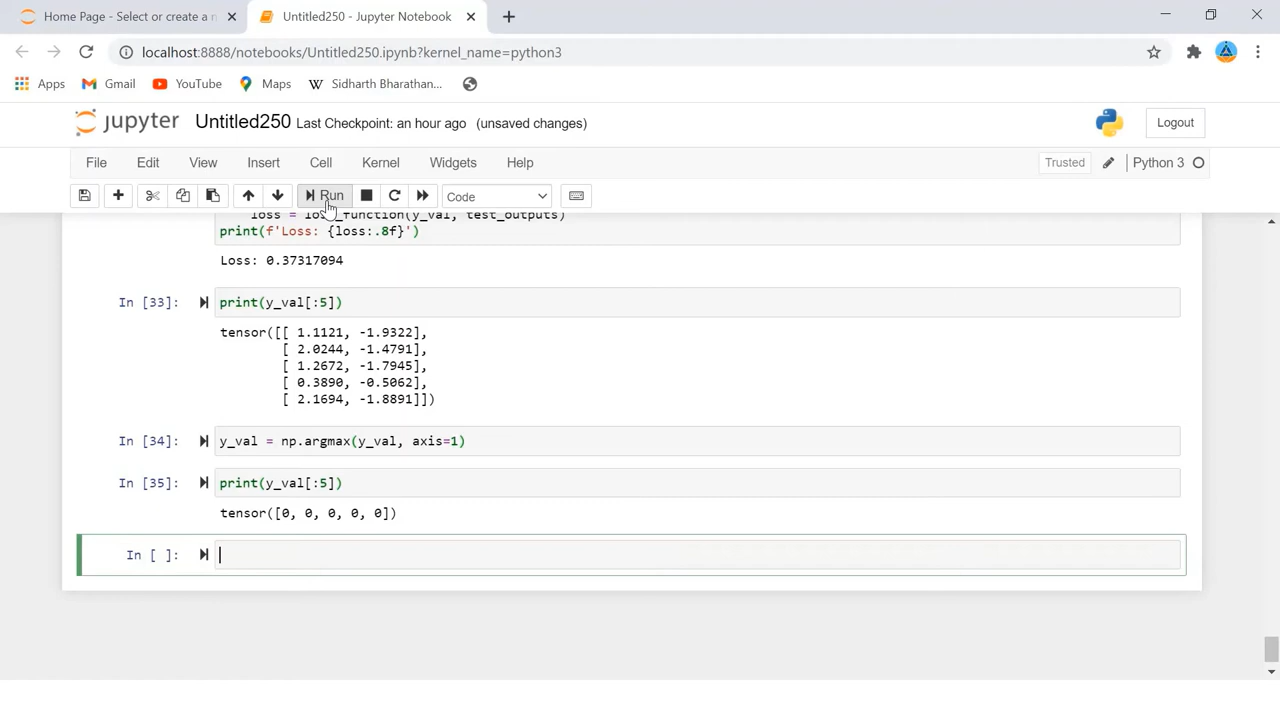 Home Page - Select or create a n
Untitled250 - Jupyter Notebook
localhost:8888/notebooks/Untitled250.ipynb?kernel_name=python3
Apps Gmail YouTube Maps W Sidharth Bharathan...
jupyter Untitled250 Last Checkpoint: an hour ago (unsaved changes)
Logout
File Edit View Insert Cell Kernel Widgets Help
Trusted Python 3
Run Code
loss = loss_function(y_val, test_outputs)
print(f'Loss: {loss:.8f}')
Loss: 0.37317094
In [33]: print(y_val[:5])
tensor([[ 1.1121, -1.9322],
[ 2.0244, -1.4791],
[ 1.2672, -1.7945],
[ 0.3890, -0.5062],
[ 2.1694, -1.8891]])
In [34]: y_val = np.argmax(y_val, axis=1)
In [35]: print(y_val[:5])
tensor([0, 0, 0, 0, 0])
In [ ]: